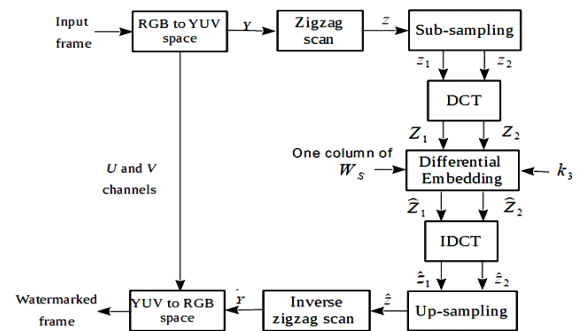 Input
frame
RGB to YUV
space
Y
Zigzag
scan
z
Sub-sampling
z₁ z₂
DCT
Z₁ Z₂
One column of
W_S
Differential
Embedding
k₃
U and V
channels
Ẑ₁ Ẑ₂
IDCT
ẑ₁ ẑ₂
Watermarked
frame
YUV to RGB
space
Ŷ
Inverse
zigzag scan
ẑ
Up-sampling